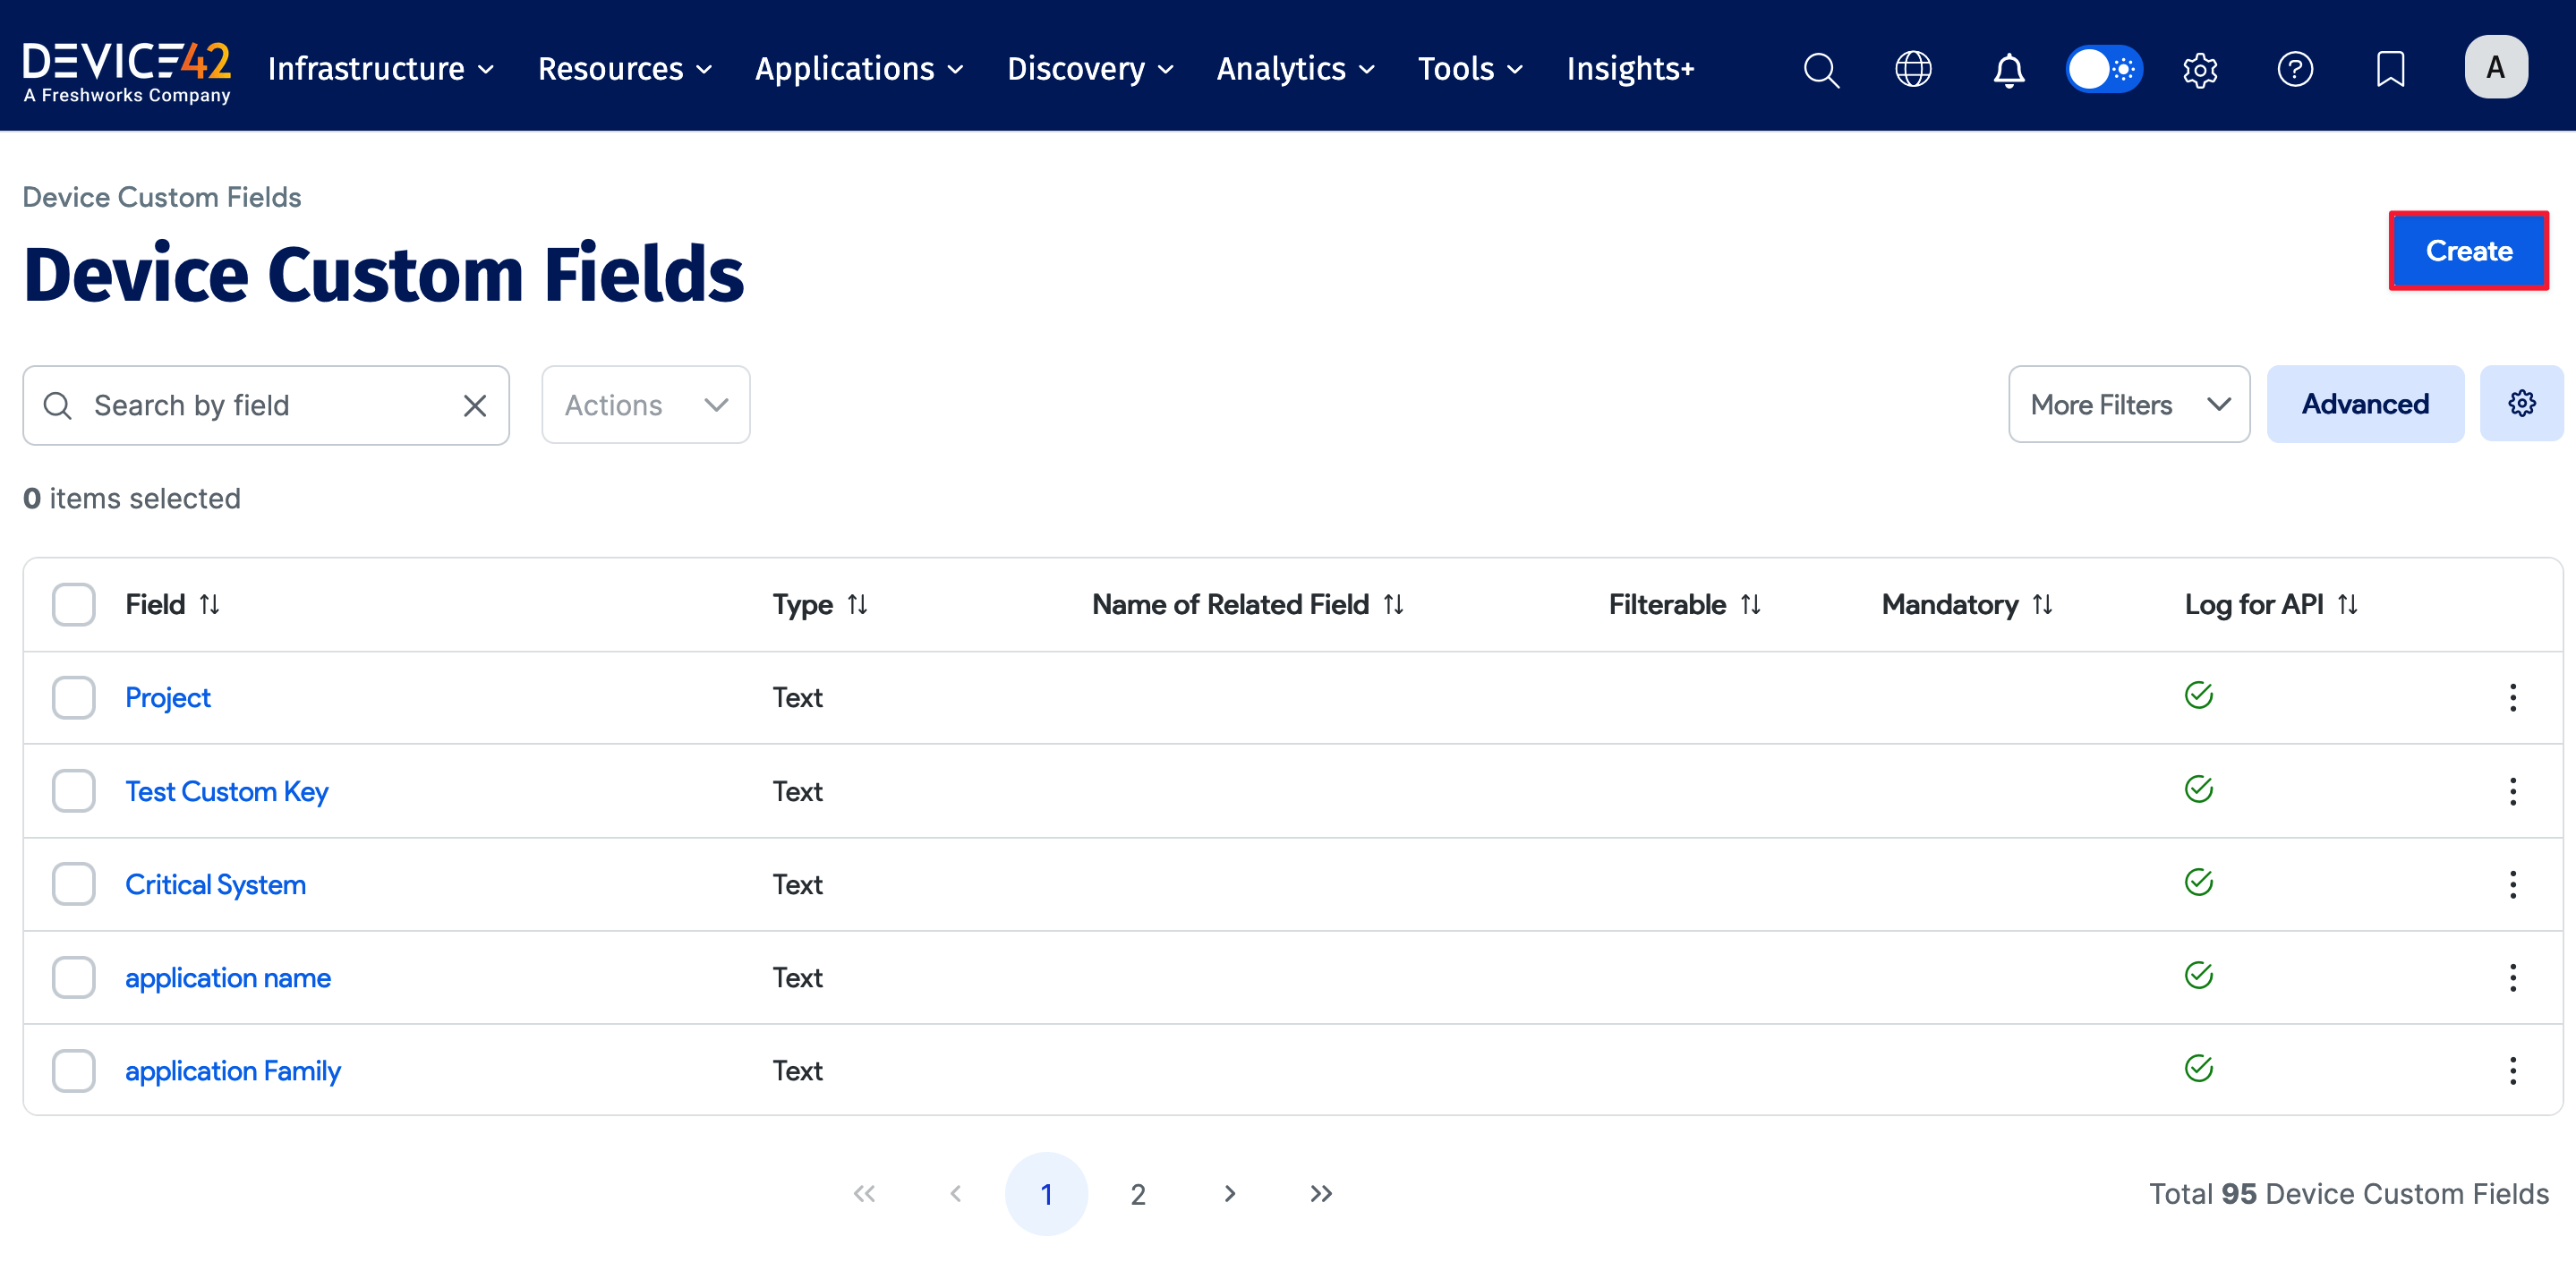 DEVICE42
A Freshworks Company
Infrastructure Resources Applications Discovery Analytics Tools Insights+ A
Device Custom Fields
Device Custom Fields
Create
Search by field Actions More Filters Advanced
0 items selected
Field Type Name of Related Field Filterable Mandatory Log for API
Project Text
Test Custom Key Text
Critical System Text
application name Text
application Family Text
1 2 Total 95 Device Custom Fields